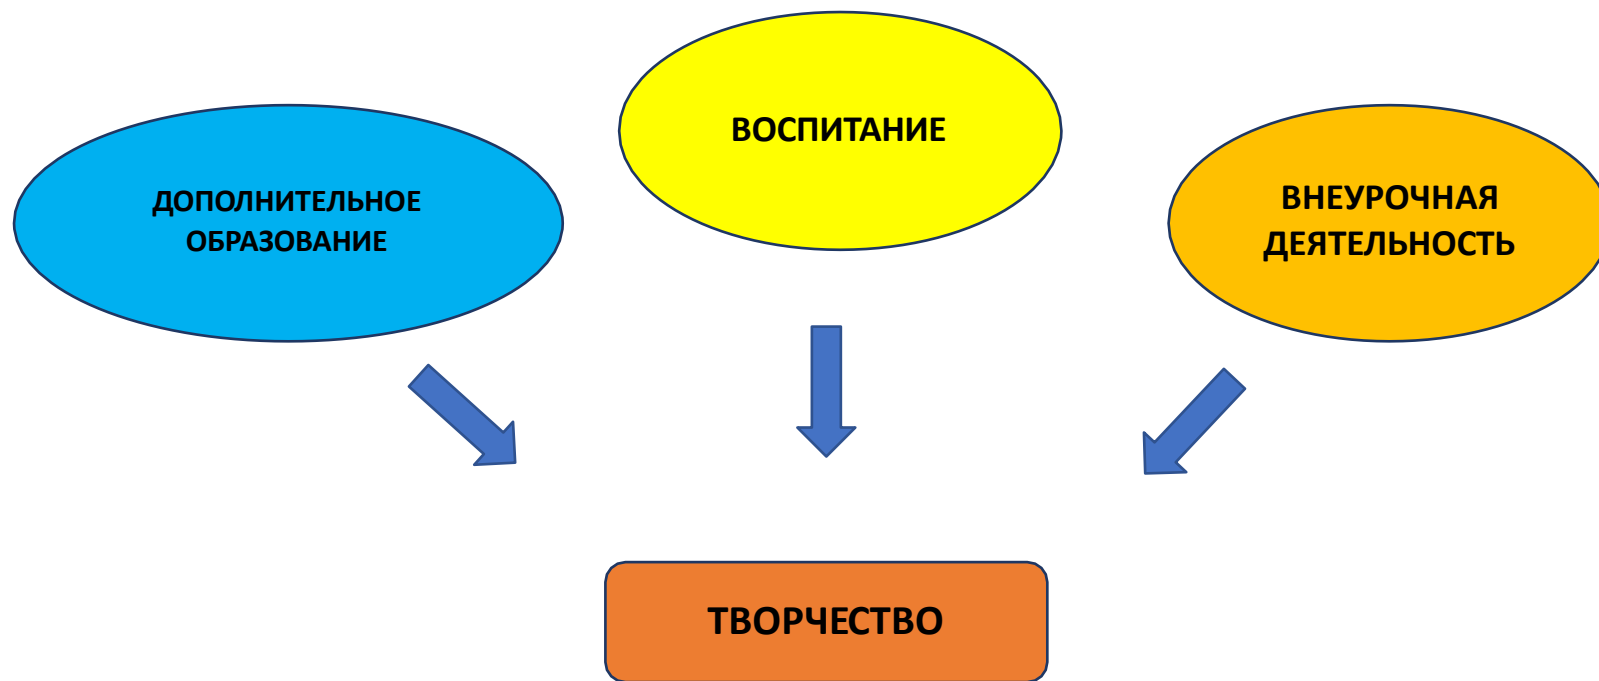 ДОПОЛНИТЕЛЬНОЕ
ОБРАЗОВАНИЕ
ВОСПИТАНИЕ
ВНЕУРОЧНАЯ
ДЕЯТЕЛЬНОСТЬ
ТВОРЧЕСТВО